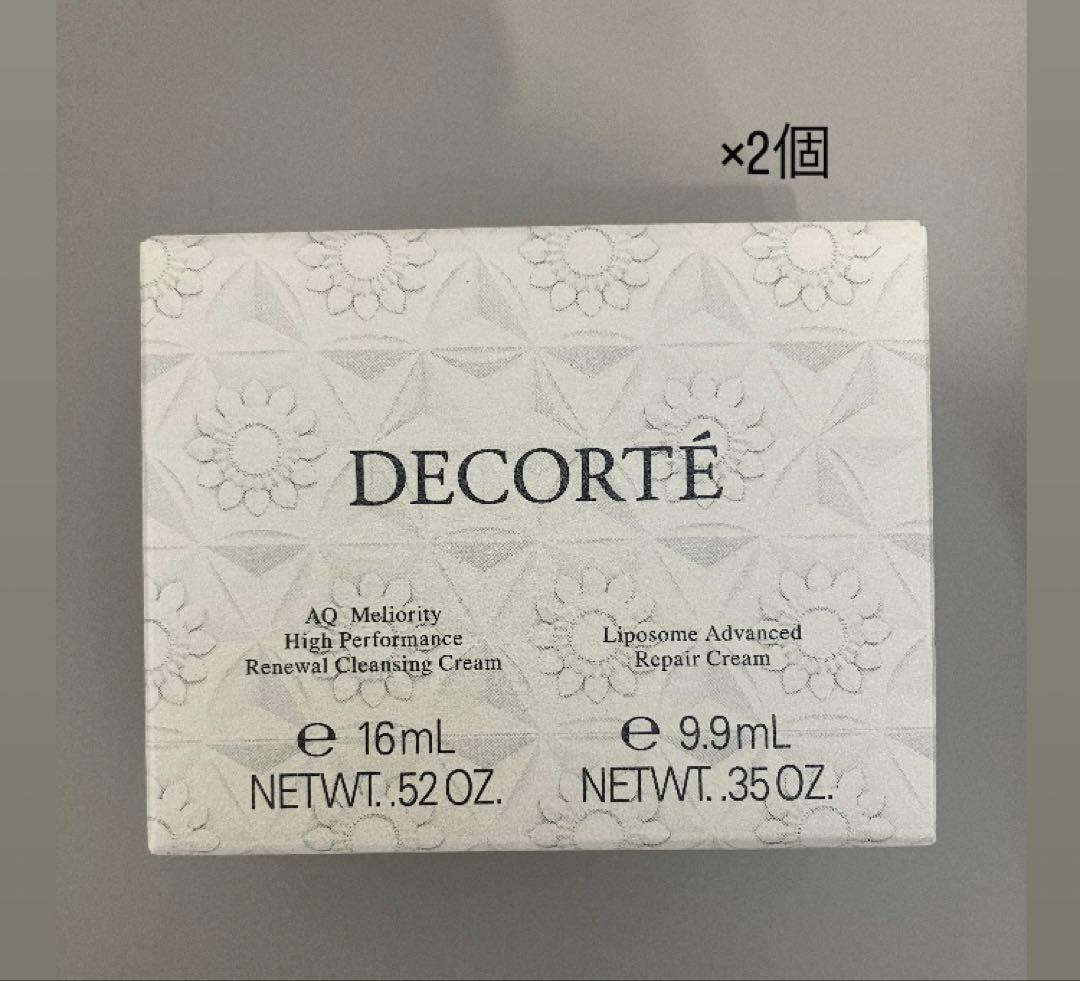 ×2個
DECORTÉ
AQ Meliority
High Performance
Renewal Cleansing Cream
℮ 16mL
NETWT. .52 OZ.
Liposome Advanced
Repair Cream
℮ 9.9mL
NETWT. .35 OZ.